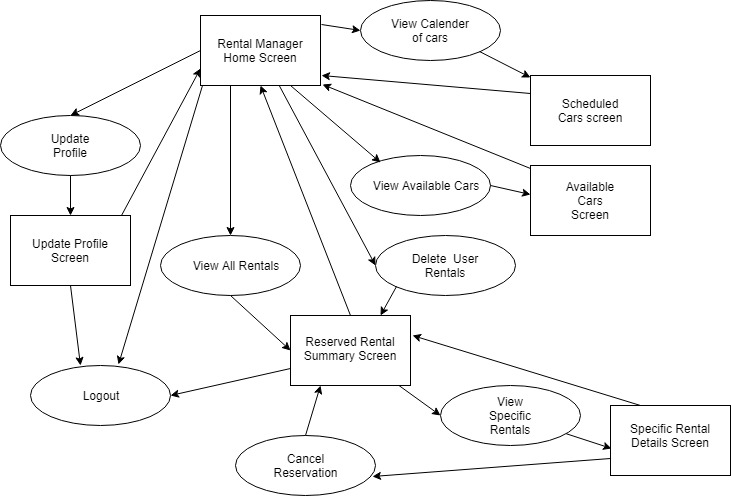 View Calender
of cars
Rental Manager
Home Screen
Scheduled
Cars screen
Update
Profile
View Available Cars
Available
Cars
Screen
Update Profile
Screen
View All Rentals
Delete  User
Rentals
Reserved Rental
Summary Screen
Logout
View
Specific
Rentals
Specific Rental
Details Screen
Cancel
Reservation